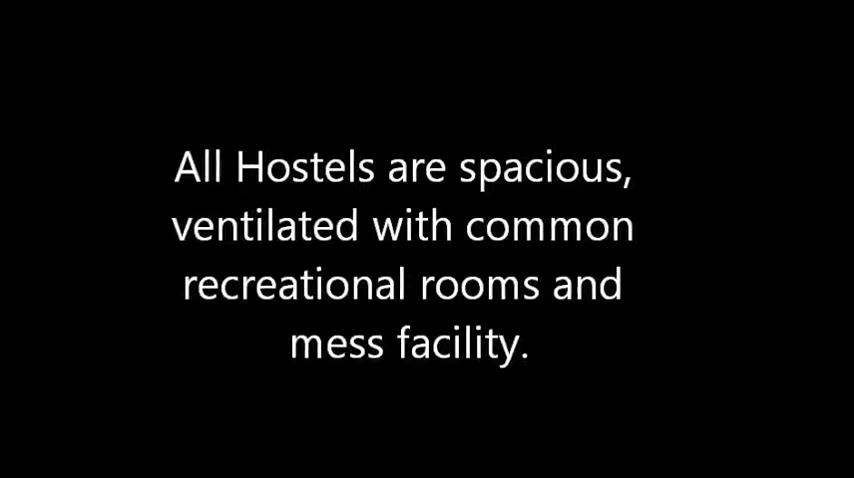 All Hostels are spacious,
ventilated with common
recreational rooms and
mess facility.